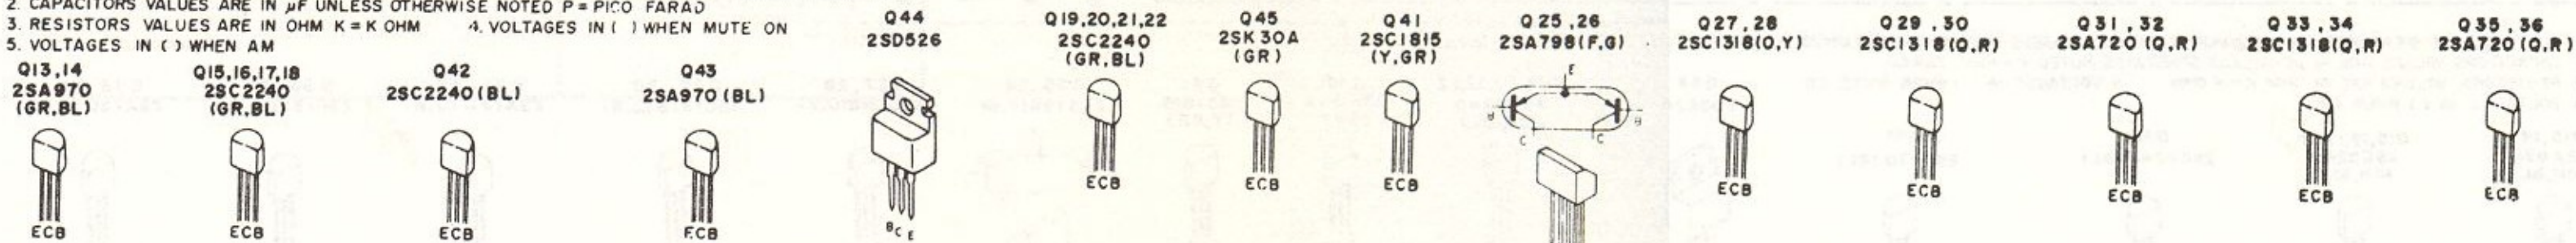 2. CAPACITORS VALUES ARE IN µF UNLESS OTHERWISE NOTED P = PICO FARAD
3. RESISTORS VALUES ARE IN OHM K = K OHM 4. VOLTAGES IN ( ) WHEN MUTE ON
5. VOLTAGES IN ( ) WHEN AM
Q13,14
2SA970
(GR,BL)
ECB
Q15,16,17,18
2SC2240
(GR,BL)
ECB
Q42
2SC2240 (BL)
ECB
Q43
2SA970 (BL)
ECB
Q44
2SD526
B C E
Q19,20,21,22
2SC2240
(GR,BL)
ECB
Q45
2SK30A
(GR)
ECB
Q41
2SC1815
(Y,GR)
ECB
Q25,26
2SA798(F,G)
E
B B
C C
Q27,28
2SC1318(O,Y)
ECB
Q29,30
2SC1318(Q,R)
ECB
Q31,32
2SA720 (Q,R)
ECB
Q33,34
2SC1318(Q,R)
ECB
Q35,36
2SA720 (Q,R)
ECB